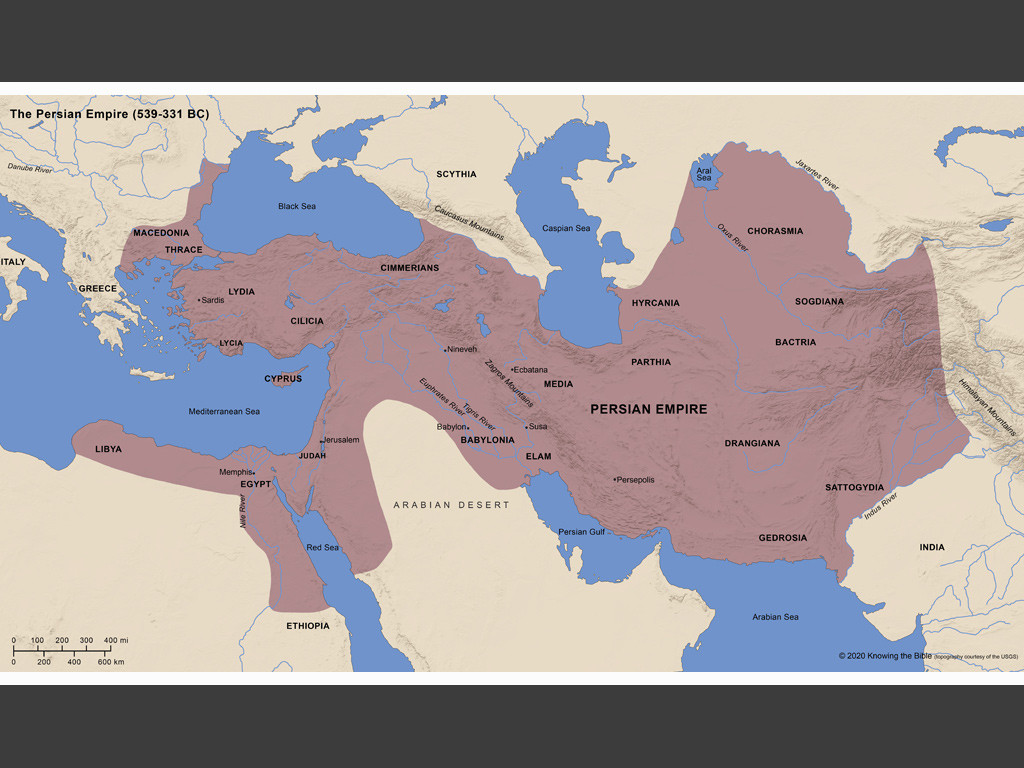 The Persian Empire (539-331 BC)
Danube River
SCYTHIA
Aral
Sea
Jaxartes River
Black Sea
Caucasus Mountains
Caspian Sea
MACEDONIA
THRACE
Oxus River
CHORASMIA
ITALY
GREECE
CIMMERIANS
LYDIA
Sardis
HYRCANIA
SOGDIANA
CILICIA
LYCIA
BACTRIA
Nineveh
PARTHIA
Ecbatana
Zagros Mountains
CYPRUS
MEDIA
Himalayan Mountains
Euphrates River
Tigris River
PERSIAN EMPIRE
Mediterranean Sea
Babylon
Susa
Jerusalem
BABYLONIA
DRANGIANA
LIBYA
JUDAH
ELAM
Memphis
EGYPT
Persepolis
SATTOGYDIA
Nile River
ARABIAN DESERT
Indus River
Persian Gulf
GEDROSIA
Red Sea
INDIA
Arabian Sea
ETHIOPIA
0 100 200 300 400 mi
0 200 400 600 km
© 2020 Knowing the Bible (topography courtesy of the USGS)